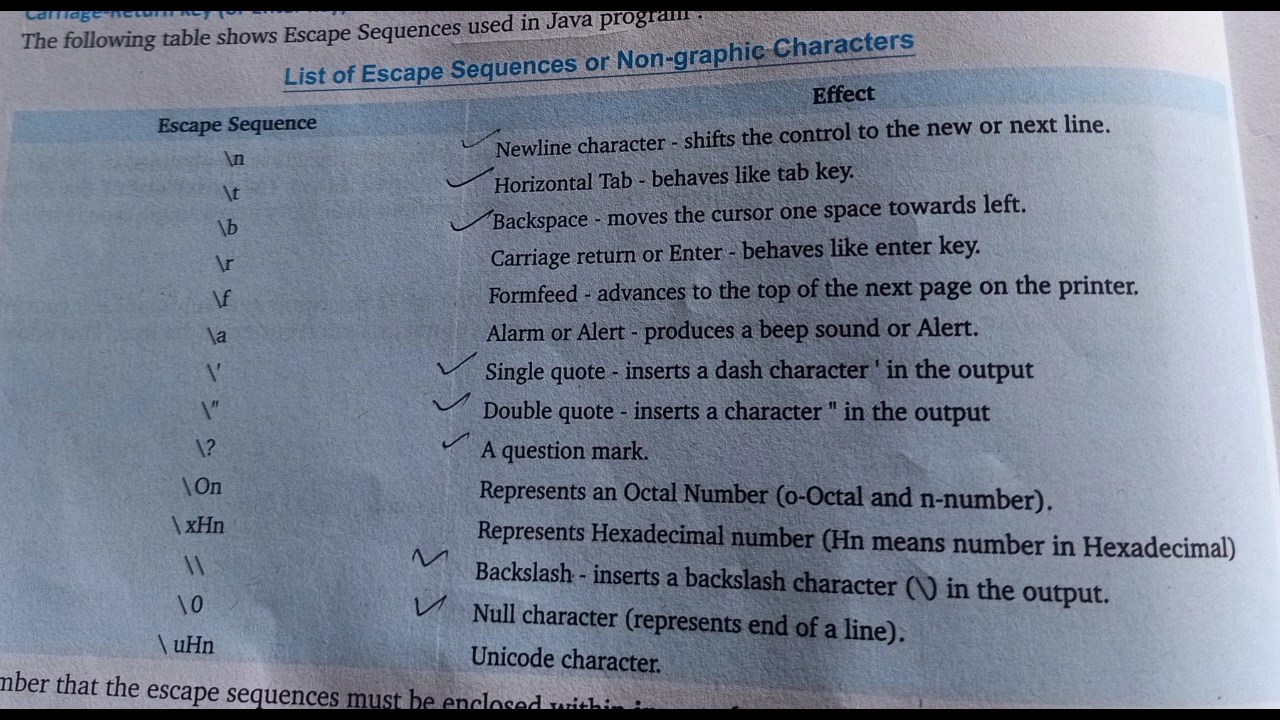 Carriage-Return key (or Enter key)
The following table shows Escape Sequences used in Java program :
List of Escape Sequences or Non-graphic Characters
Escape Sequence Effect
\n Newline character - shifts the control to the new or next line.
\t Horizontal Tab - behaves like tab key.
\b Backspace - moves the cursor one space towards left.
\r Carriage return or Enter - behaves like enter key.
\f Formfeed - advances to the top of the next page on the printer.
\a Alarm or Alert - produces a beep sound or Alert.
\' Single quote - inserts a dash character ' in the output
\" Double quote - inserts a character " in the output
\? A question mark.
\On Represents an Octal Number (o-Octal and n-number).
\xHn Represents Hexadecimal number (Hn means number in Hexadecimal)
\\ Backslash - inserts a backslash character (\) in the output.
\0 Null character (represents end of a line).
\uHn Unicode character.
mber that the escape sequences must be enclosed within